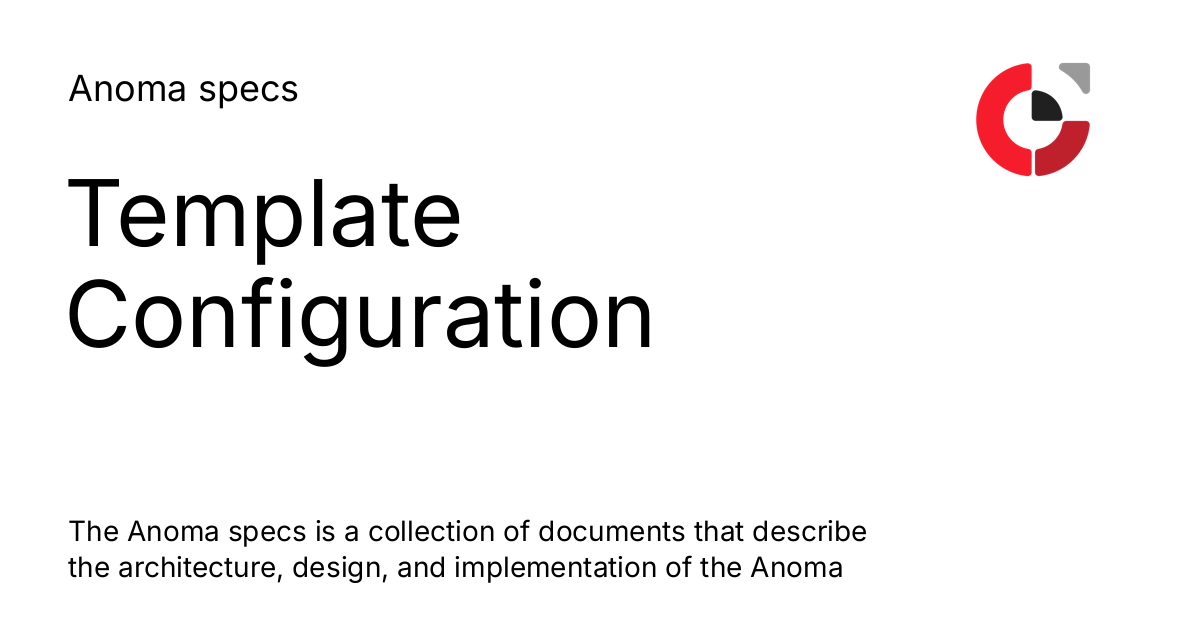 Anoma specs
Template
Configuration
The Anoma specs is a collection of documents that describe
the architecture, design, and implementation of the Anoma